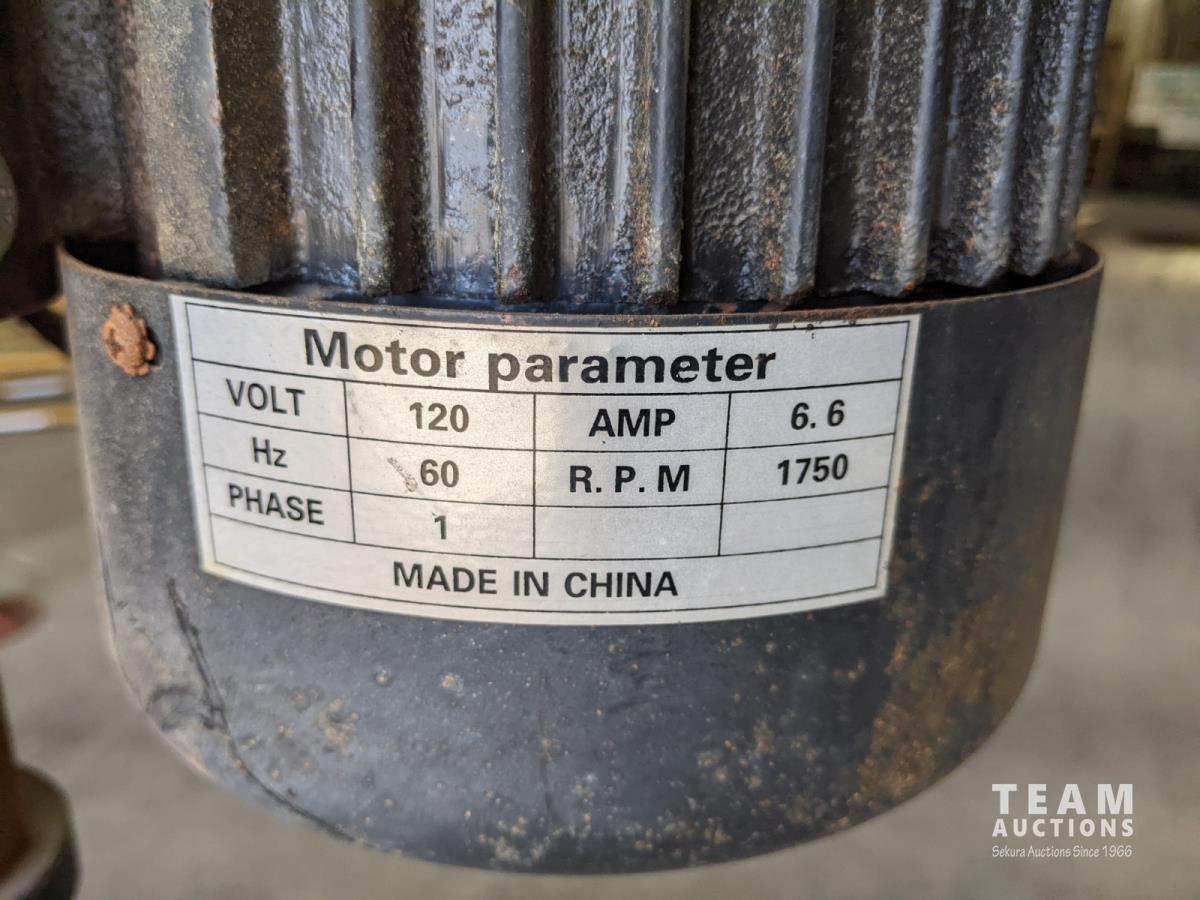 Motor parameter
VOLT 120 AMP 6.6
Hz 60 R.P.M 1750
PHASE 1
MADE IN CHINA
TEAM
AUCTIONS
Sekura Auctions Since 1966